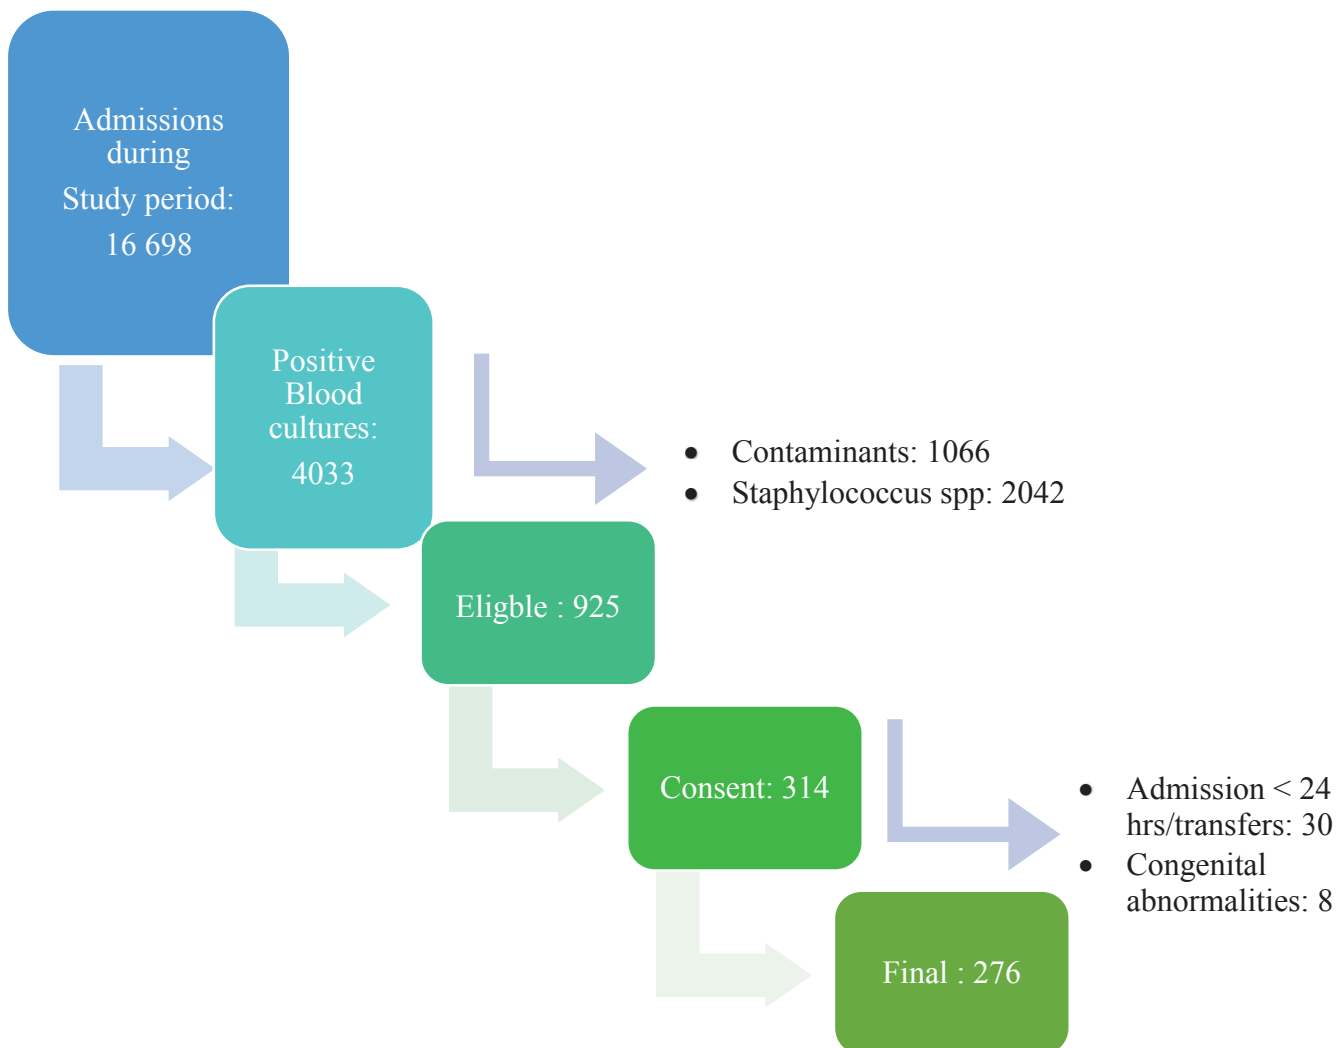 Admissions
during
Study period:
16 698
Positive
Blood
cultures:
4033
• Contaminants: 1066
• Staphylococcus spp: 2042
Eligble : 925
Consent: 314
• Admission < 24
hrs/transfers: 30
• Congenital
abnormalities: 8
Final : 276